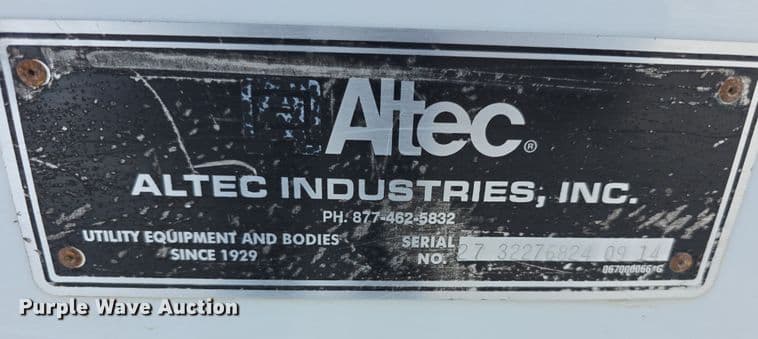 Altec®
ALTEC INDUSTRIES, INC.
PH. 877-462-5832
UTILITY EQUIPMENT AND BODIES
SINCE 1929
SERIAL
NO. 27 32276824 09 14
Purple Wave Auction